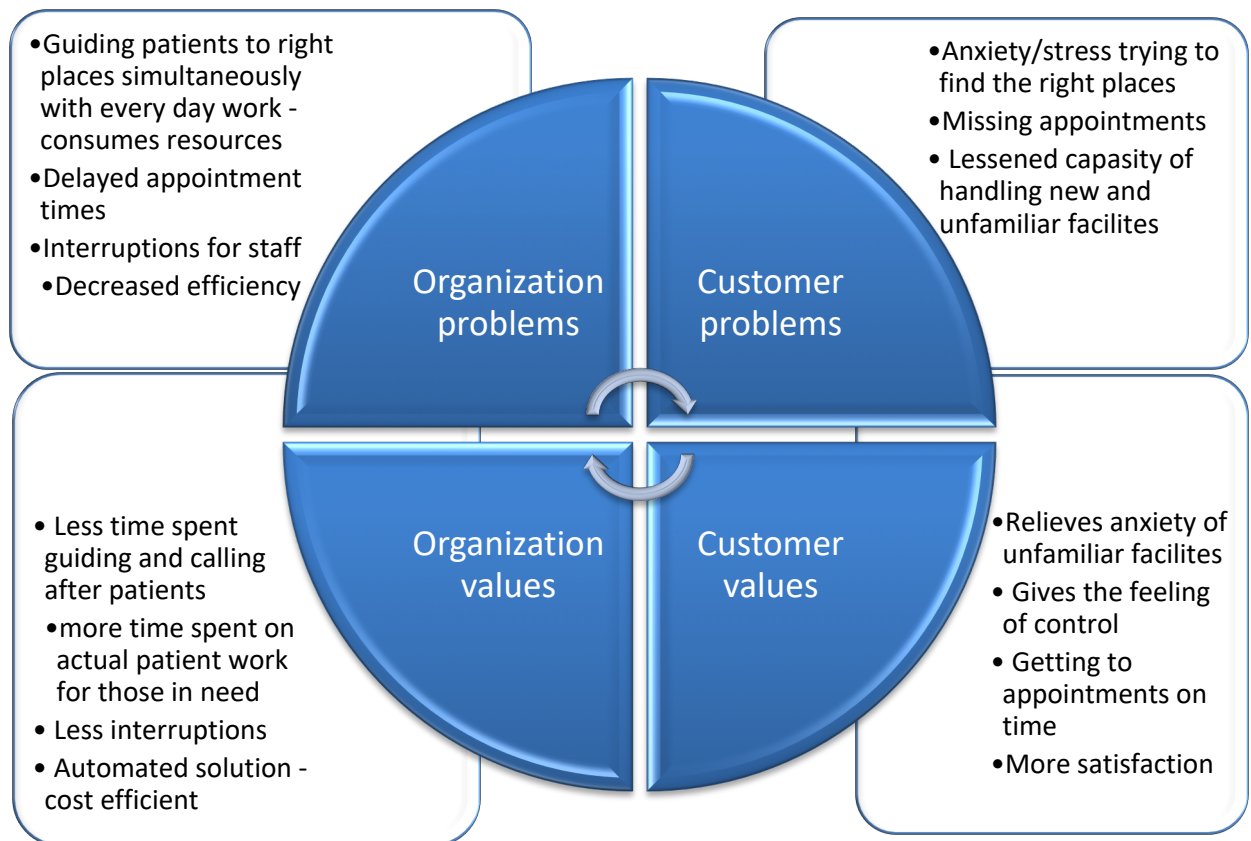 •Guiding patients to right
places simultaneously
with every day work -
consumes resources
•Delayed appointment
times
•Interruptions for staff
•Decreased efficiency
•Anxiety/stress trying to
find the right places
•Missing appointments
• Lessened capasity of
handling new and
unfamiliar facilites
Organization
problems
Customer
problems
Organization
values
Customer
values
• Less time spent
guiding and calling
after patients
•more time spent on
actual patient work
for those in need
• Less interruptions
• Automated solution -
cost efficient
•Relieves anxiety of
unfamiliar facilites
• Gives the feeling
of control
• Getting to
appointments on
time
•More satisfaction